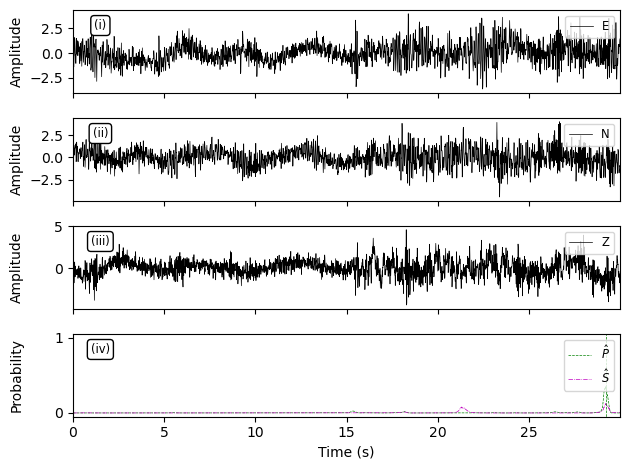 Amplitude
2.5
0.0
−2.5
(i)
E
Amplitude
2.5
0.0
−2.5
(ii)
N
Amplitude
5
0
(iii)
Z
Probability
1
0
(iv)
P̂
Ŝ
0 5 10 15 20 25
Time (s)